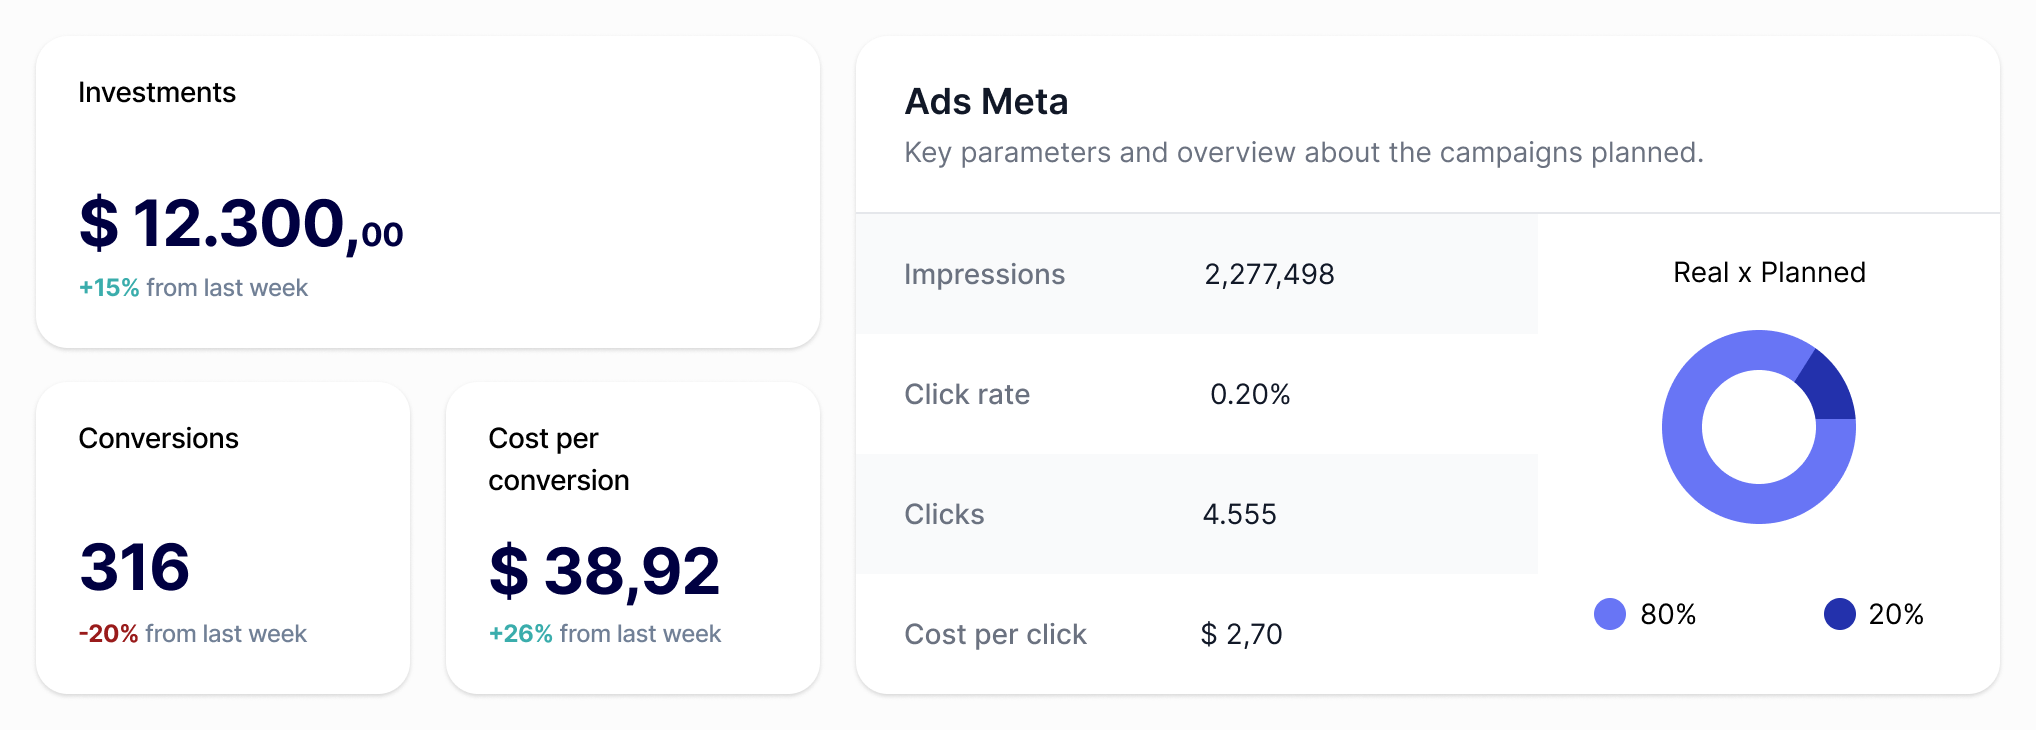 Investments
$ 12.300,00
+15% from last week
Conversions
316
-20% from last week
Cost per
conversion
$ 38,92
+26% from last week
Ads Meta
Key parameters and overview about the campaigns planned.
Impressions 2,277,498
Click rate 0.20%
Clicks 4.555
Cost per click $ 2,70
Real x Planned
80% 20%